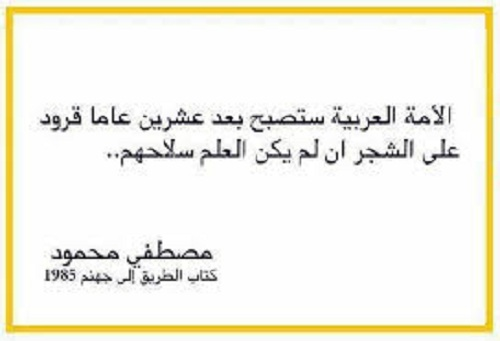 الأمة العربية ستصبح بعد عشرين عاما قرود
على الشجر ان لم يكن العلم سلاحهم..
مصطفي محمود
كتاب الطريق إلى جهنم 1985